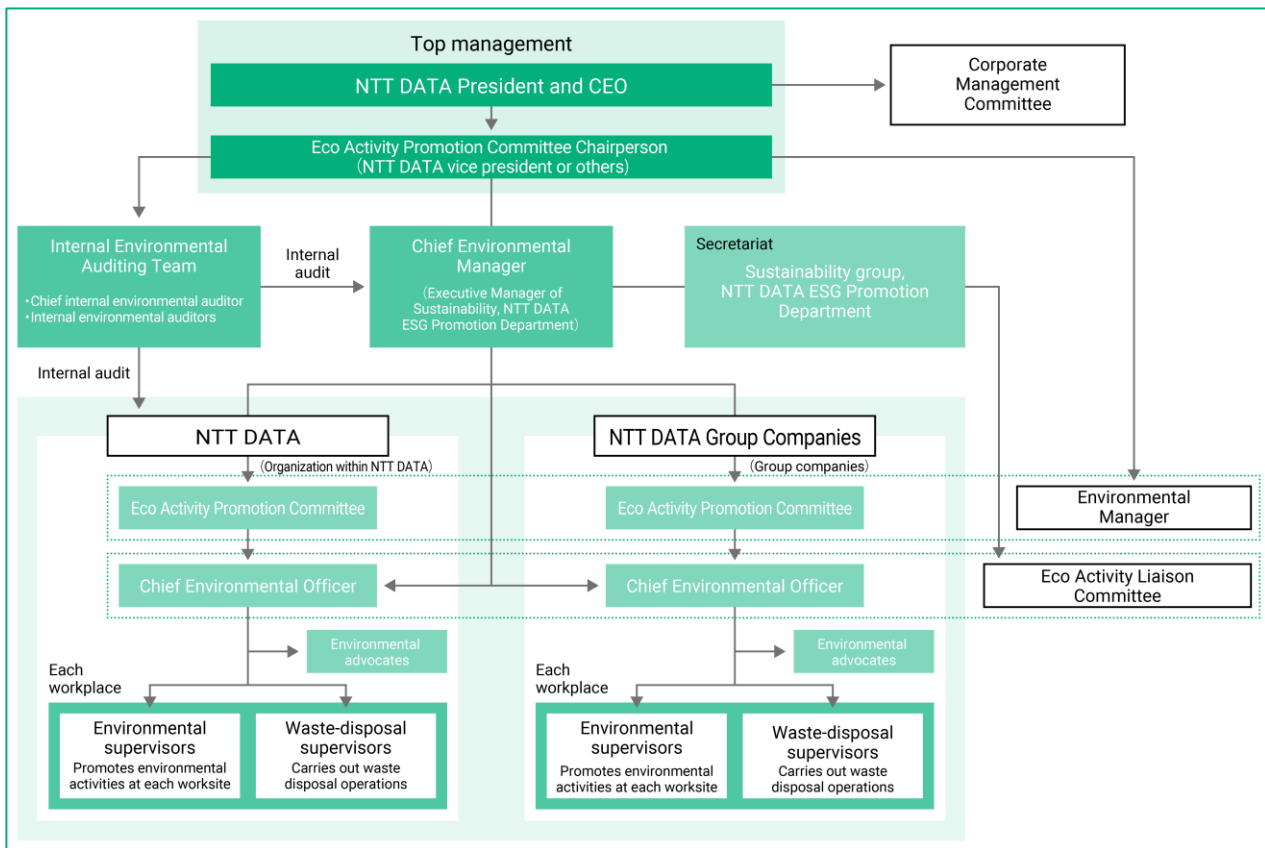 Top management
NTT DATA President and CEO
Corporate
Management
Committee
Eco Activity Promotion Committee Chairperson
(NTT DATA vice president or others)
Internal Environmental
Auditing Team
・Chief internal environmental auditor
・Internal environmental auditors
Internal
audit
Chief Environmental
Manager
(Executive Manager of
Sustainability, NTT DATA
ESG Promotion Department)
Secretariat
Sustainability group,
NTT DATA ESG Promotion
Department
Internal audit
NTT DATA
(Organization within NTT DATA)
NTT DATA Group Companies
(Group companies)
Eco Activity Promotion Committee
Eco Activity Promotion Committee
Environmental
Manager
Chief Environmental Officer
Chief Environmental Officer
Eco Activity Liaison
Committee
Environmental
advocates
Environmental
advocates
Each
workplace
Environmental
supervisors
Promotes environmental
activities at each worksite
Waste-disposal
supervisors
Carries out waste
disposal operations
Each
workplace
Environmental
supervisors
Promotes environmental
activities at each worksite
Waste-disposal
supervisors
Carries out waste
disposal operations